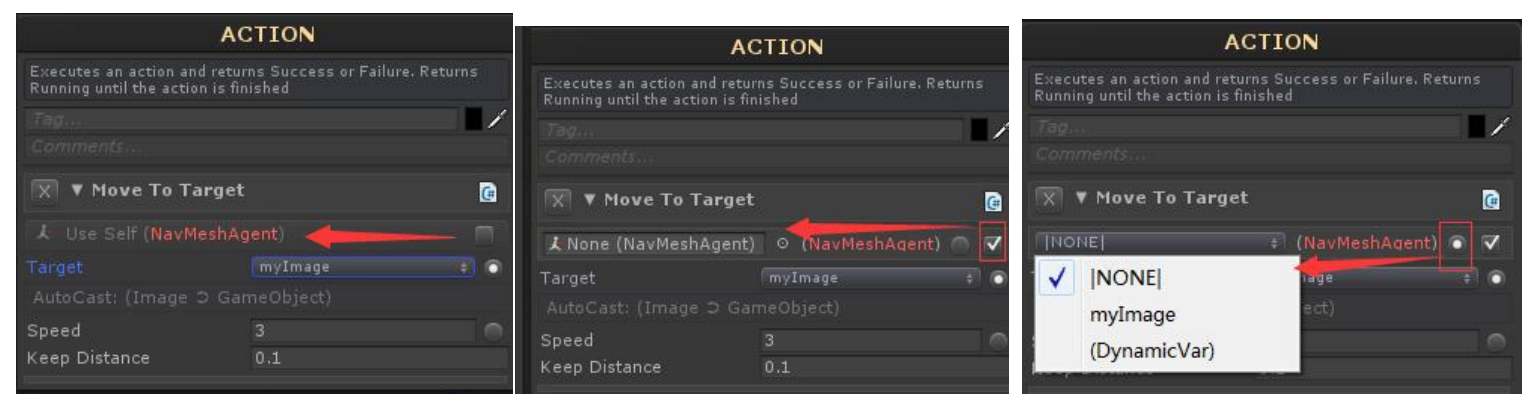 ACTION
Executes an action and returns Success or Failure. Returns
Running until the action is finished
Tag...
Comments...
X ▼ Move To Target C#
Use Self (NavMeshAgent)
Target myImage
AutoCast: (Image ⊃ GameObject)
Speed 3
Keep Distance 0.1
ACTION
Executes an action and returns Success or Failure. Returns
Running until the action is finished
Tag...
Comments...
X ▼ Move To Target C#
None (NavMeshAgent) (NavMeshAgent)
Target myImage
AutoCast: (Image ⊃ GameObject)
Speed 3
Keep Distance 0.1
ACTION
Executes an action and returns Success or Failure. Returns
Running until the action is finished
Tag...
Comments...
X ▼ Move To Target C#
|NONE| (NavMeshAgent)
|NONE|
myImage
(DynamicVar)